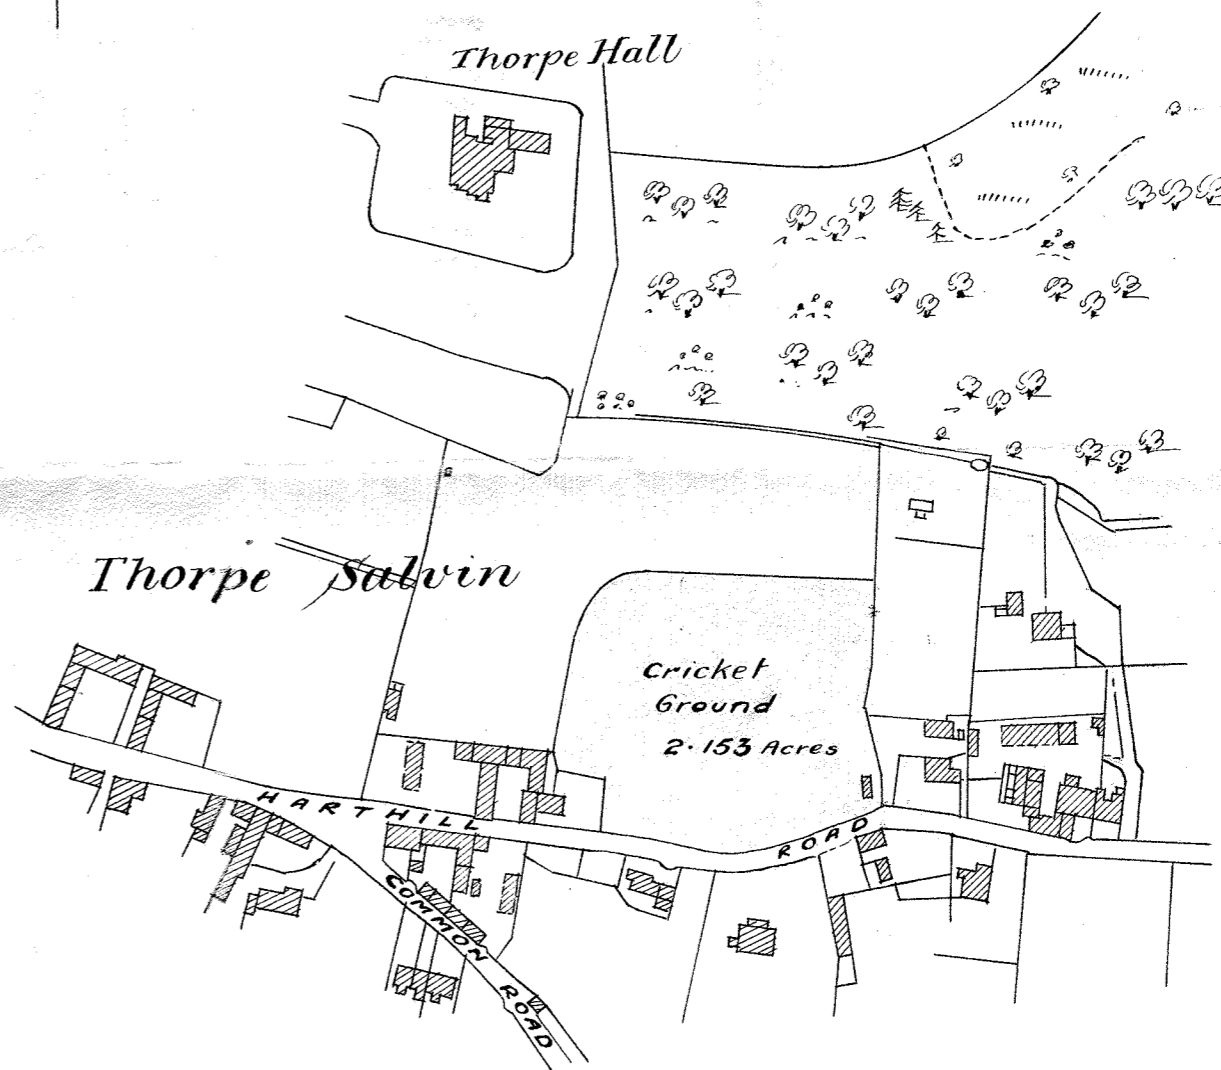 Thorpe Hall
Thorpe Salvin
Cricket
Ground
2·153 Acres
HARTHILL ROAD
COMMON ROAD